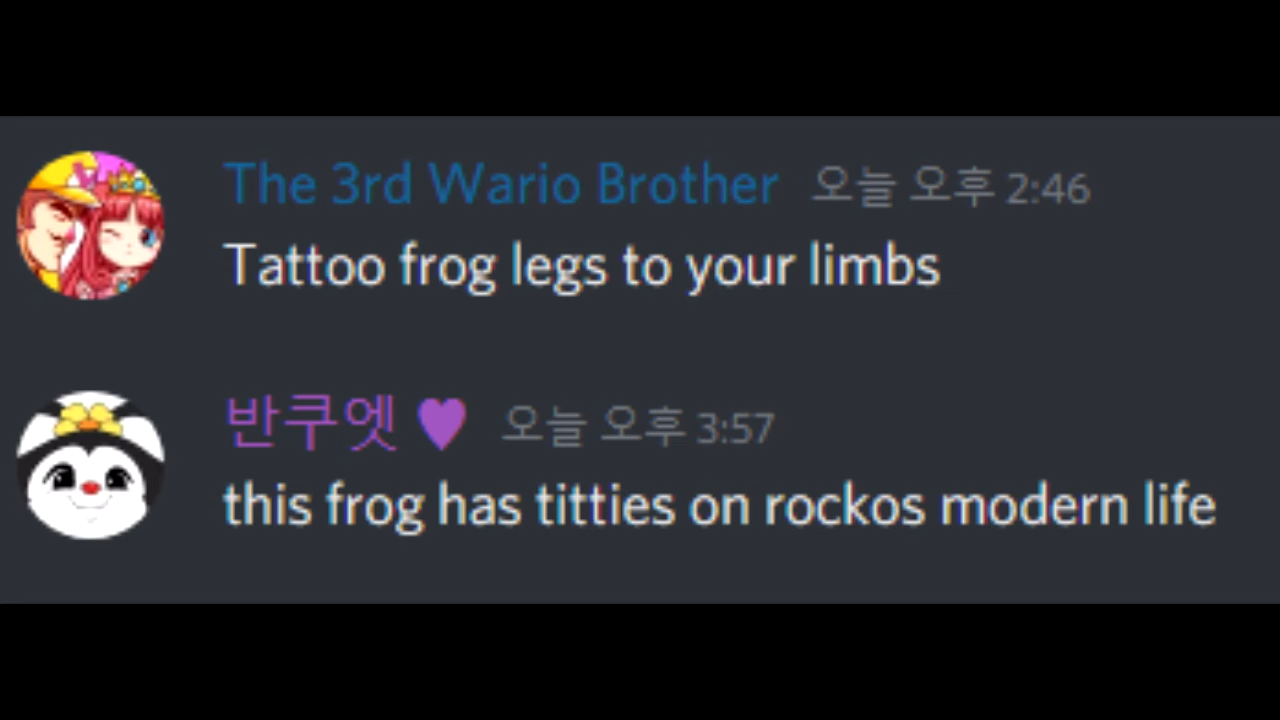 The 3rd Wario Brother 오늘 오후 2:46
Tattoo frog legs to your limbs
반쿠엣 ♥ 오늘 오후 3:57
this frog has titties on rockos modern life